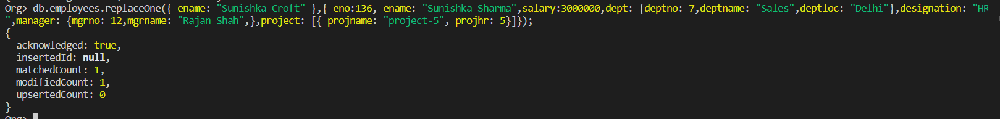 Org> db.employees.replaceOne({ ename: "Sunishka Croft" },{ eno:136, ename: "Sunishka Sharma",salary:3000000,dept: {deptno: 7,deptname: "Sales",deptloc: "Delhi"},designation: "HR
",manager: {mgrno: 12,mgrname: "Rajan Shah",},project: [{ projname: "project-5", projhr: 5}]});
{
  acknowledged: true,
  insertedId: null,
  matchedCount: 1,
  modifiedCount: 1,
  upsertedCount: 0
}
Org>